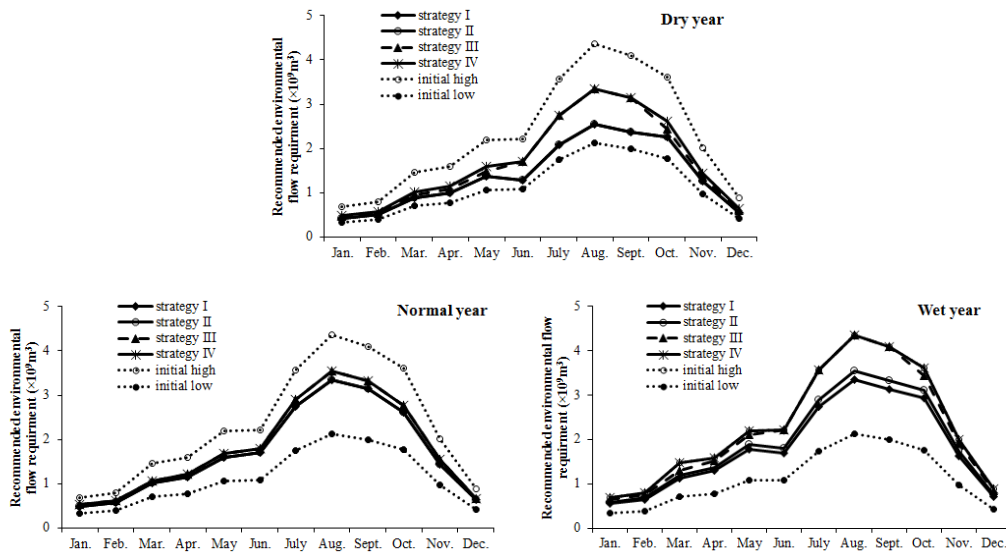 Dry year
strategy I
strategy II
strategy III
strategy IV
initial high
initial low
Recommended environmental
flow requirment (×10⁹m³)
5
4
3
2
1
0
Jan. Feb. Mar. Apr. May Jun. July Aug. Sept. Oct. Nov. Dec.
Normal year
strategy I
strategy II
strategy III
strategy IV
initial high
initial low
Recommended environmental
flow requirment (×10⁹m³)
5
4
3
2
1
0
Jan. Feb. Mar. Apr. May Jun. July Aug. Sept. Oct. Nov. Dec.
Wet year
strategy I
strategy II
strategy III
strategy IV
initial high
initial low
Recommended environmental flow
requirment (×10⁹m³)
5
4
3
2
1
0
Jan. Feb. Mar. Apr. May Jun. July Aug. Sept. Oct. Nov. Dec.